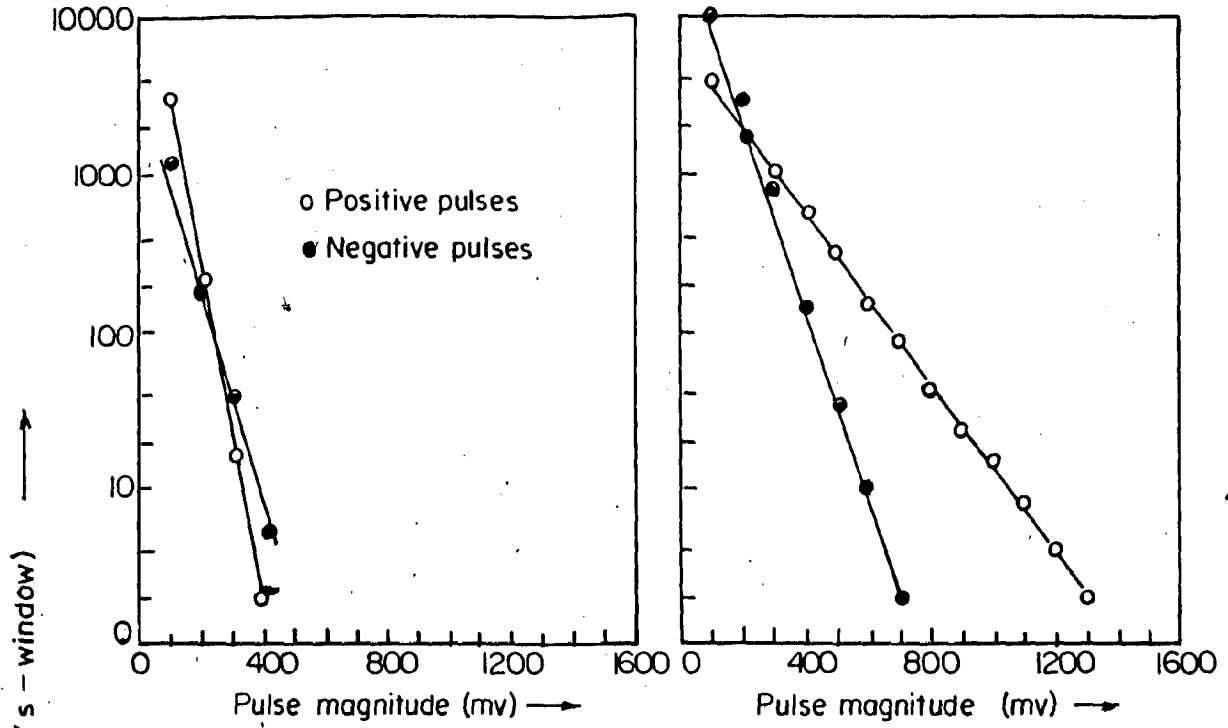 10000
1000
100
10
0
o Positive pulses
● Negative pulses
0 400 800 1200 1600
Pulse magnitude (mv) →
0 400 800 1200 1600
Pulse magnitude (mv) →
s - window) →